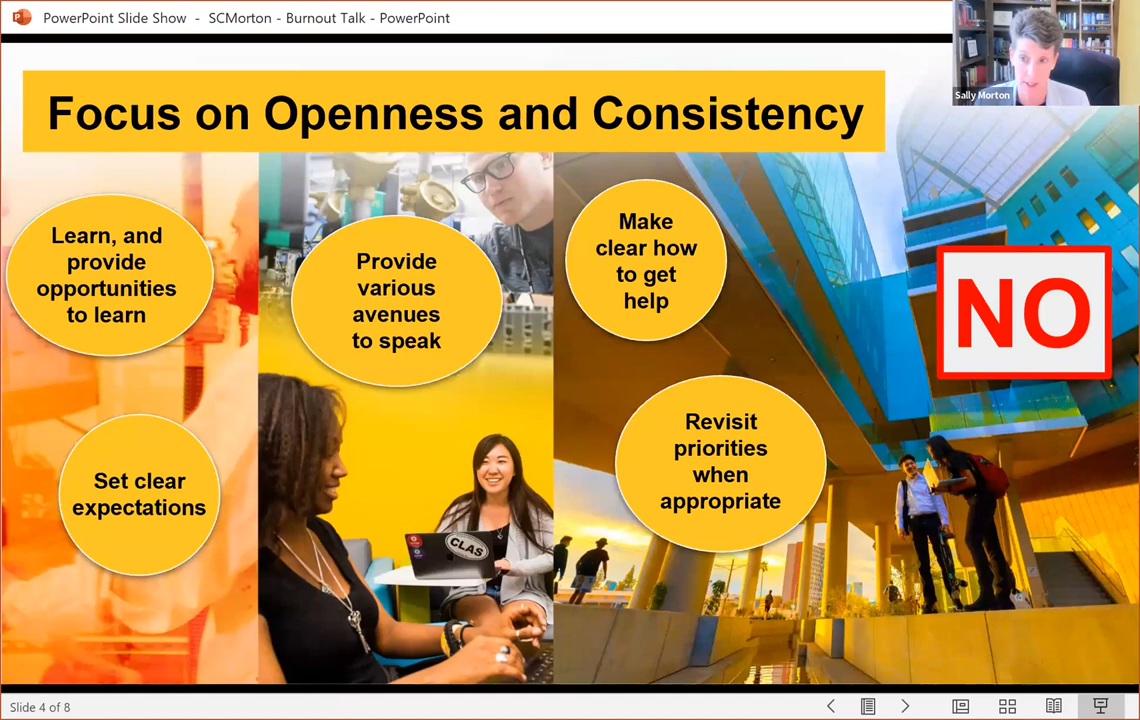 PowerPoint Slide Show - SCMorton - Burnout Talk - PowerPoint
Sally Morton
Focus on Openness and Consistency
Learn, and
provide
opportunities
to learn
Provide
various
avenues
to speak
Make
clear how
to get
help
NO
Set clear
expectations
Revisit
priorities
when
appropriate
CLAS
Slide 4 of 8